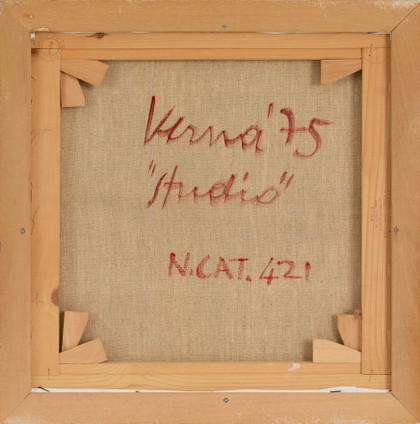 Verna '75
"Studio"
N.CAT.421